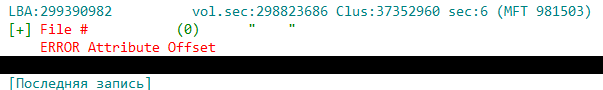 LBA:299390982 vol.sec:298823686 Clus:37352960 sec:6 (MFT 981503)
[+] File # (0) " "
ERROR Attribute Offset
[Последняя запись]